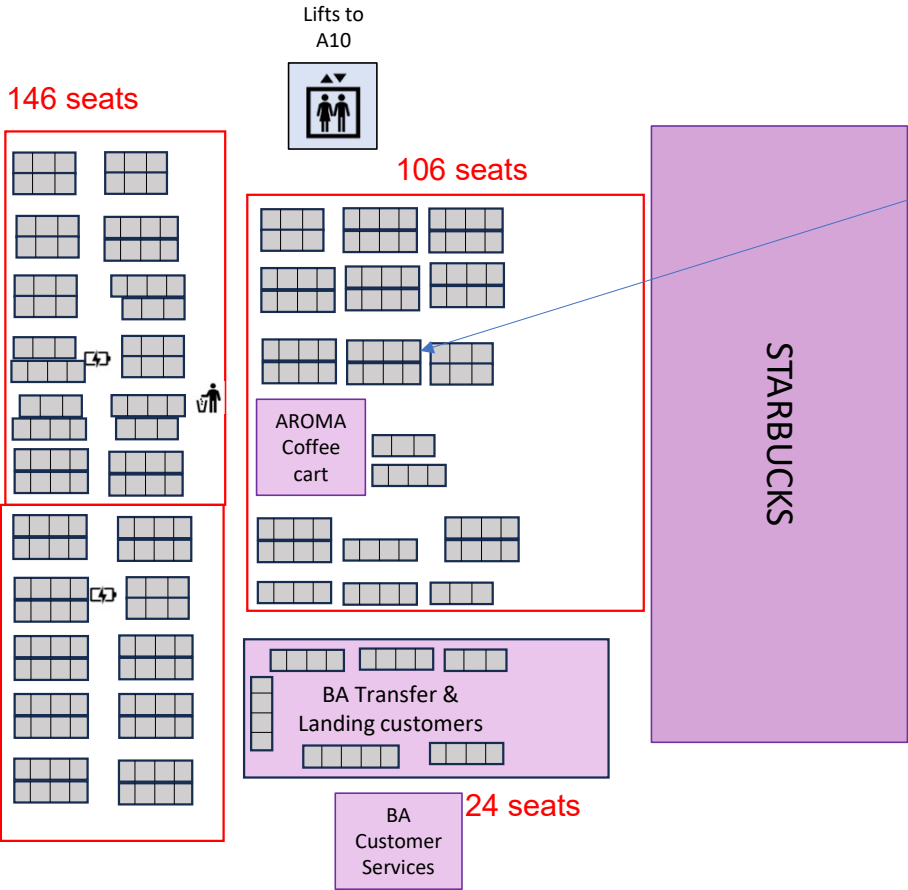 Lifts to
A10
146 seats
106 seats
STARBUCKS
AROMA
Coffee
cart
BA Transfer &
Landing customers
24 seats
BA
Customer
Services